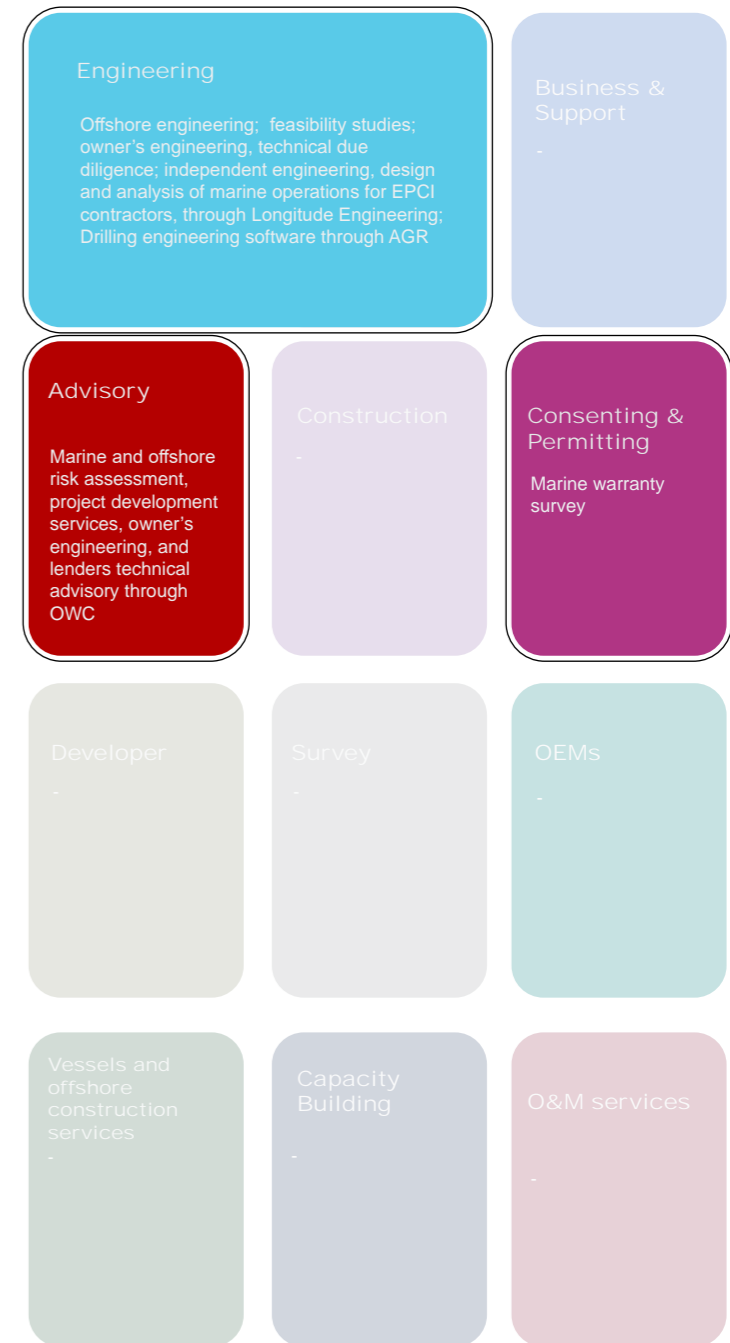 Engineering
Offshore engineering;  feasibility studies;
owner's engineering, technical due
diligence; independent engineering, design
and analysis of marine operations for EPCI
contractors, through Longitude Engineering;
Drilling engineering software through AGR
Business &
Support
-
Advisory
Marine and offshore
risk assessment,
project development
services, owner's
engineering, and
lenders technical
advisory through
OWC
Construction
-
Consenting &
Permitting
Marine warranty
survey
Developer
-
Survey
-
OEMs
-
Vessels and
offshore
construction
services
-
Capacity
Building
-
O&M services
-